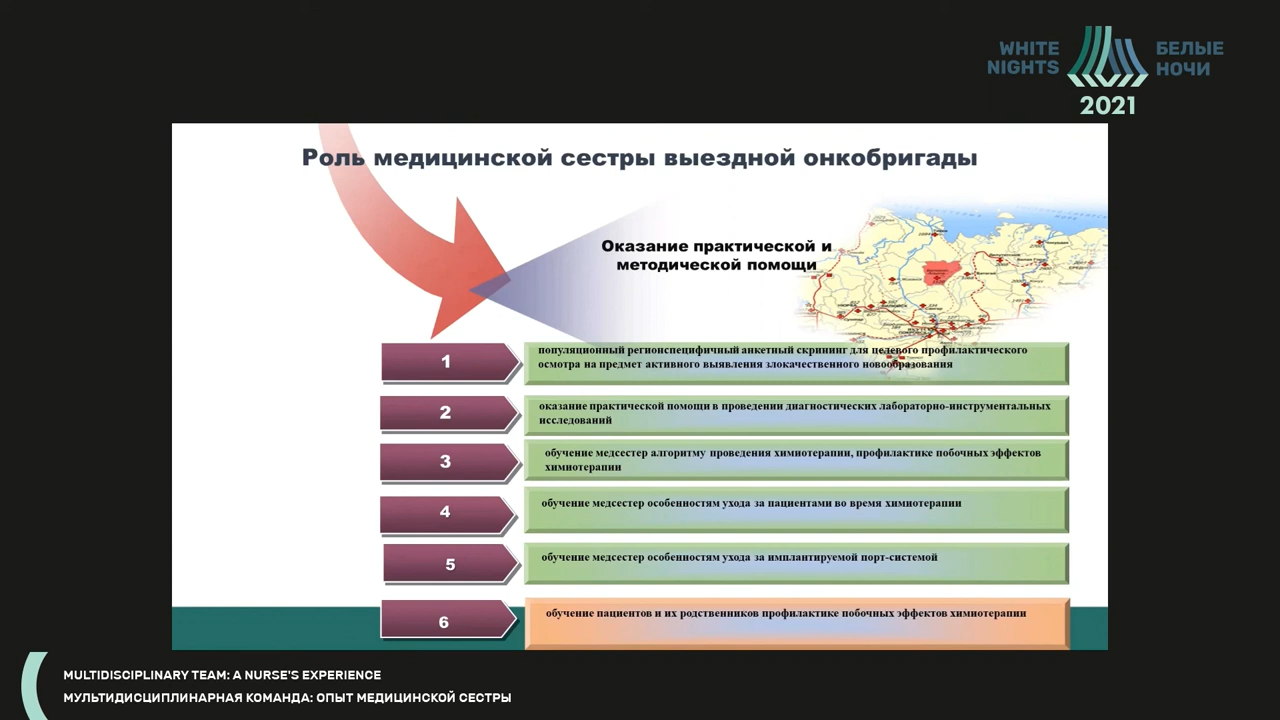 WHITE
NIGHTS
БЕЛЫЕ
НОЧИ
2021
Роль медицинской сестры выездной онкобригады
Оказание практической и
методической помощи
1
популяционный регионспецифичный анкетный скрининг для целевого профилактического
осмотра на предмет активного выявления злокачественного новообразования
2
оказание практической помощи в проведении диагностических лабораторно-инструментальных
исследований
3
обучение медсестер алгоритму проведения химиотерапии, профилактике побочных эффектов
химиотерапии
4
обучение медсестер особенностям ухода за пациентами во время химиотерапии
5
обучение медсестер особенностям ухода за имплантируемой порт-системой
6
обучение пациентов и их родственников профилактике побочных эффектов химиотерапии
MULTIDISCIPLINARY TEAM: A NURSE'S EXPERIENCE
МУЛЬТИДИСЦИПЛИНАРНАЯ КОМАНДА: ОПЫТ МЕДИЦИНСКОЙ СЕСТРЫ